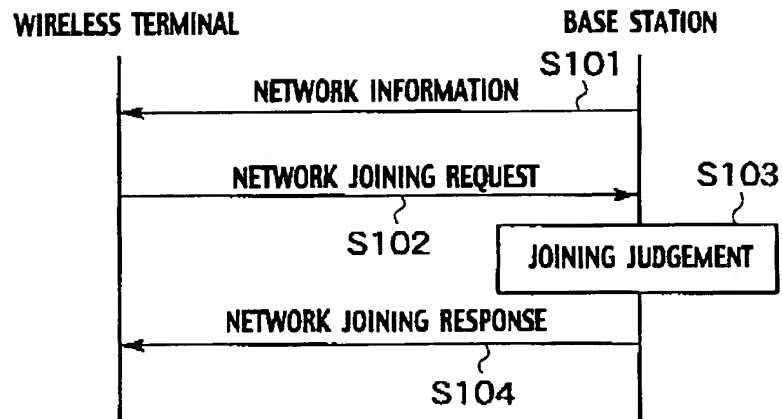 WIRELESS TERMINAL
BASE STATION
S101
NETWORK INFORMATION
NETWORK JOINING REQUEST
S103
S102
JOINING JUDGEMENT
NETWORK JOINING RESPONSE
S104